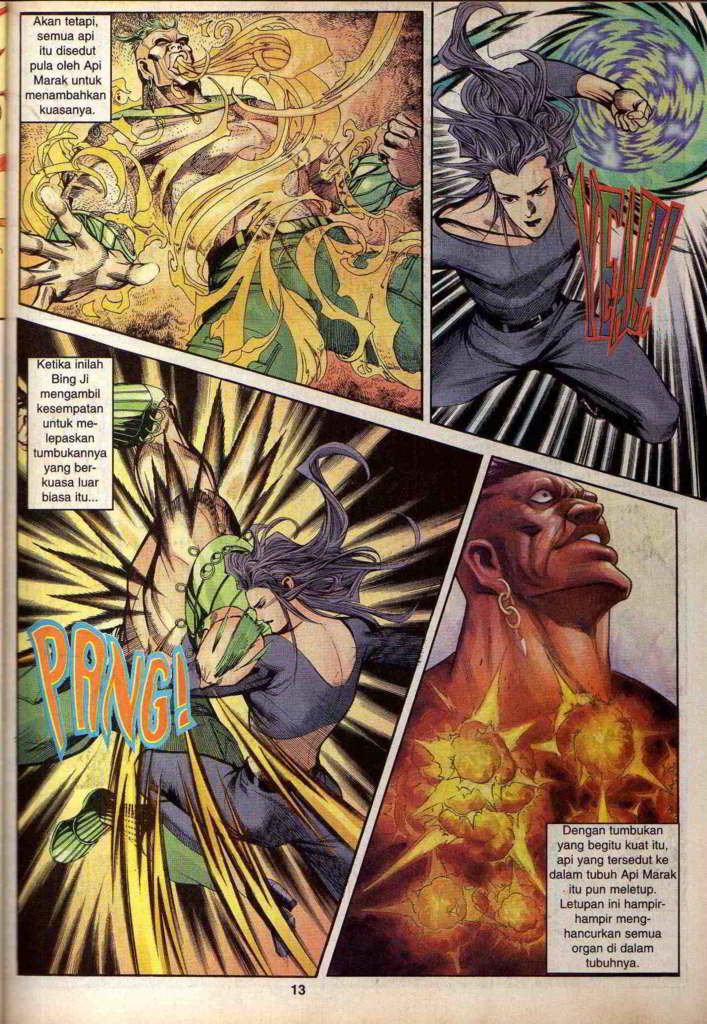 Akan tetapi,
semua api
itu disedut
pula oleh Api
Marak untuk
menambahkan
kuasanya.
YEAH!!
Ketika inilah
Bing Ji
mengambil
kesempatan
untuk me-
lepaskan
tumbukannya
yang ber-
kuasa luar
biasa itu...
PANG!
Dengan tumbukan
yang begitu kuat itu,
api yang tersedut ke
dalam tubuh Api Marak
itu pun meletup.
Letupan ini hampir-
hampir meng-
hancurkan semua
organ di dalam
tubuhnya.
13